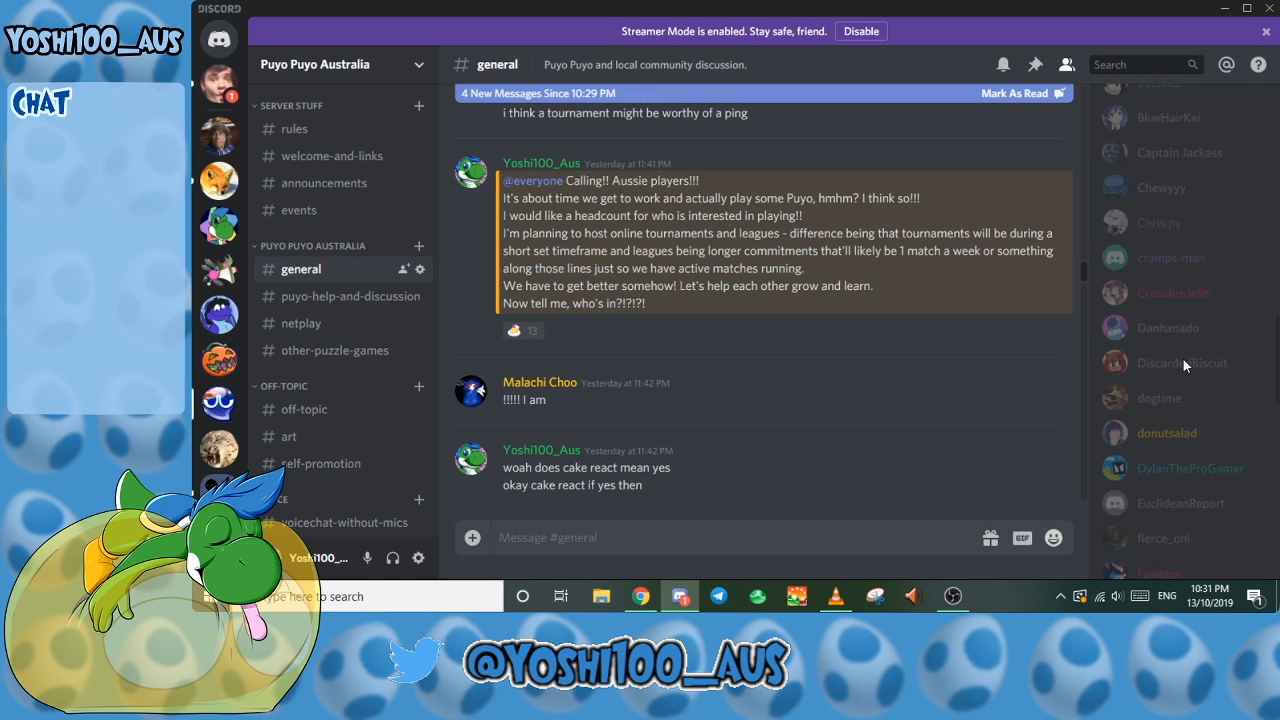 YOSHI100_AUS
CHAT
DISCORD
Streamer Mode is enabled. Stay safe, friend.
Disable
Puyo Puyo Australia
# general
Puyo Puyo and local community discussion.
Search
4 New Messages Since 10:29 PM
Mark As Read
i think a tournament might be worthy of a ping
SERVER STUFF
# rules
# welcome-and-links
# announcements
# events
PUYO PUYO AUSTRALIA
# general
# puyo-help-and-discussion
# netplay
# other-puzzle-games
OFF-TOPIC
# off-topic
# art
self-promotion
voicechat-without-mics
Yoshi100_...
1
Yoshi100_Aus Yesterday at 11:41 PM
@everyone Calling!! Aussie players!!!
It's about time we get to work and actually play some Puyo, hmhm? I think so!!!
I would like a headcount for who is interested in playing!!
I'm planning to host online tournaments and leagues - difference being that tournaments will be during a
short set timeframe and leagues being longer commitments that'll likely be 1 match a week or something
along those lines just so we have active matches running.
We have to get better somehow! Let's help each other grow and learn.
Now tell me, who's in?!?!?!
13
Malachi Choo Yesterday at 11:42 PM
!!!!! I am
Yoshi100_Aus Yesterday at 11:42 PM
woah does cake react mean yes
okay cake react if yes then
Message #general
GIF
BlueHairKei
Captain Jackass
Chewyyy
Chris.py
cramps-man
CrossfireJelle
Danhanado
DiscardedBiscuit
dogtime
donutsalad
DylanTheProGamer
EuclideanReport
fierce_oni
here to search
ENG
10:31 PM
13/10/2019
@YOSHI100_AUS